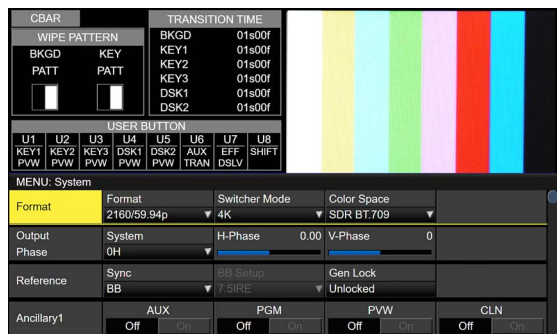 CBAR
TRANSITION TIME
WIPE PATTERN
BKGD KEY
PATT PATT
BKGD 01s00f
KEY1 01s00f
KEY2 01s00f
KEY3 01s00f
DSK1 01s00f
DSK2 01s00f
USER BUTTON
U1 U2 U3 U4 U5 U6 U7 U8
KEY1 KEY2 KEY3 DSK1 DSK2 AUX EFF SHIFT
PVW PVW PVW PVW PVW TRAN DSLV
MENU: System
Format Switcher Mode Color Space
Format 2160/59.94p 4K SDR BT.709
Output System H-Phase 0.00 V-Phase 0
Phase 0H
Sync BB Setup Gen Lock
Reference BB 7.5IRE Unlocked
AUX PGM PVW CLN
Ancillary1 Off On Off On Off On Off On